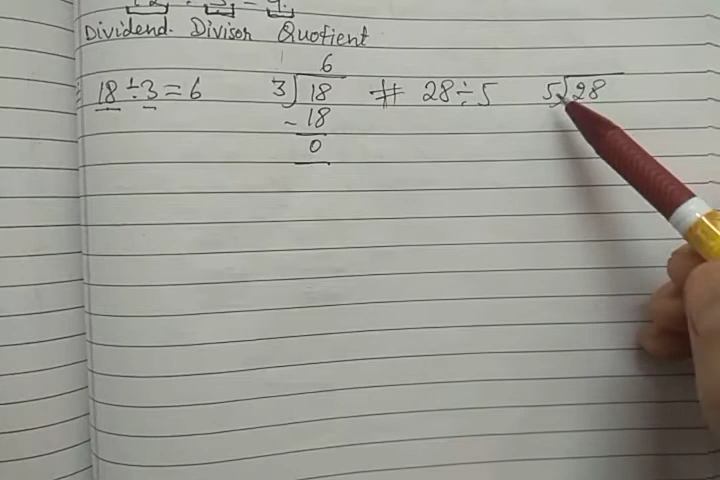 Dividend. Divisor Quotient
6
18 ÷ 3 = 6 3)18 # 28 ÷ 5 5)28
- 18
0